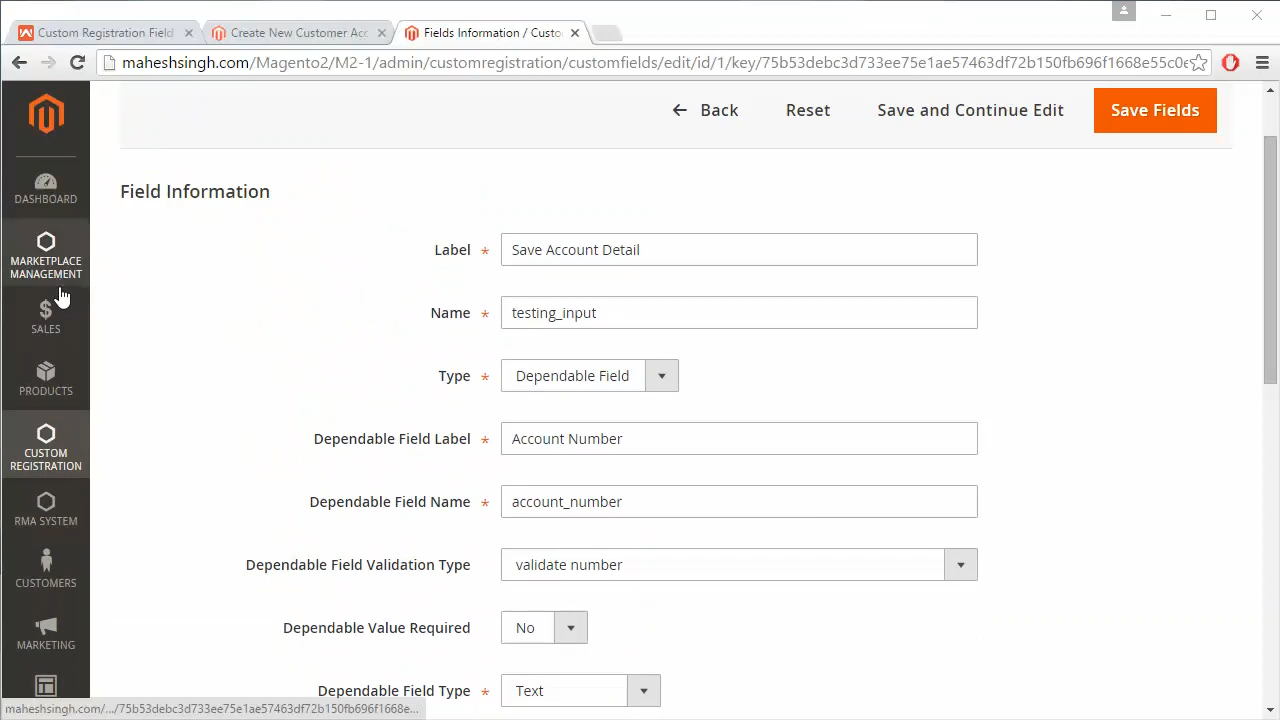 Custom Registration Field
Create New Customer Acc
Fields Information / Custo
maheshsingh.com/Magento2/M2-1/admin/customregistration/customfields/edit/id/1/key/75b53debc3d733ee75e1ae57463df72b150fb696f1668e55c0e
Back
Reset
Save and Continue Edit
Save Fields
DASHBOARD
MARKETPLACE
MANAGEMENT
SALES
PRODUCTS
CUSTOM
REGISTRATION
RMA SYSTEM
CUSTOMERS
MARKETING
Field Information
Label * Save Account Detail
Name * testing_input
Type * Dependable Field
Dependable Field Label * Account Number
Dependable Field Name * account_number
Dependable Field Validation Type validate number
Dependable Value Required No
Dependable Field Type * Text
maheshsingh.com/.../75b53debc3d733ee75e1ae57463df72b150fb696f1668e...